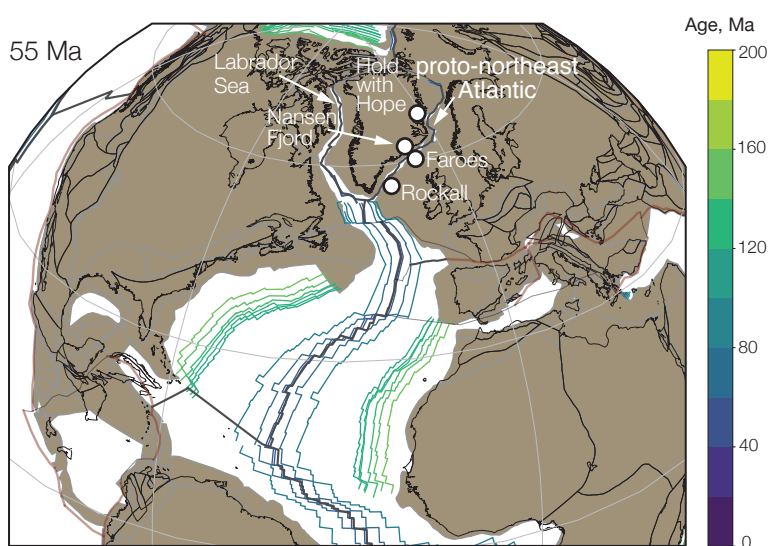 55 Ma
Age, Ma
Labrador
Sea
Hold
with
Hope
proto-northeast
Atlantic
Nansen
Fjord
Faroes
Rockall
200
160
120
80
40
0